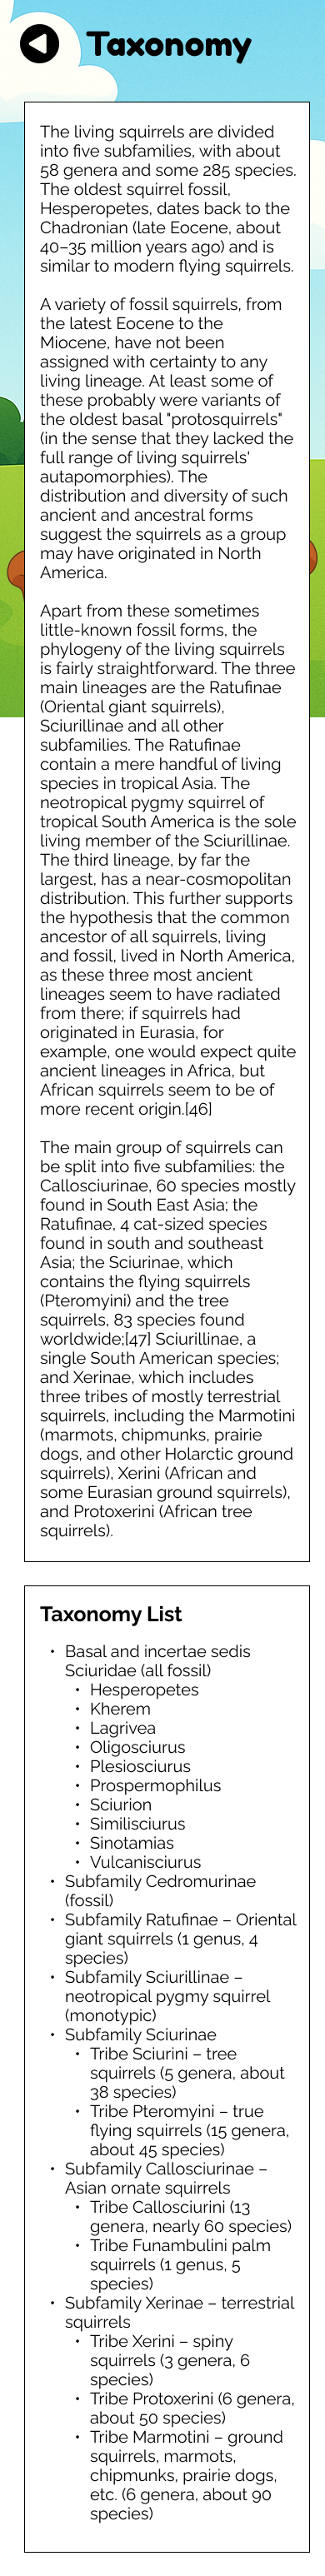 Taxonomy
The living squirrels are divided
into five subfamilies, with about
58 genera and some 285 species.
The oldest squirrel fossil,
Hesperopetes, dates back to the
Chadronian (late Eocene, about
40–35 million years ago) and is
similar to modern flying squirrels.
A variety of fossil squirrels, from
the latest Eocene to the
Miocene, have not been
assigned with certainty to any
living lineage. At least some of
these probably were variants of
the oldest basal "protosquirrels"
(in the sense that they lacked the
full range of living squirrels'
autapomorphies). The
distribution and diversity of such
ancient and ancestral forms
suggest the squirrels as a group
may have originated in North
America.
Apart from these sometimes
little-known fossil forms, the
phylogeny of the living squirrels
is fairly straightforward. The three
main lineages are the Ratufinae
(Oriental giant squirrels),
Sciurillinae and all other
subfamilies. The Ratufinae
contain a mere handful of living
species in tropical Asia. The
neotropical pygmy squirrel of
tropical South America is the sole
living member of the Sciurillinae.
The third lineage, by far the
largest, has a near-cosmopolitan
distribution. This further supports
the hypothesis that the common
ancestor of all squirrels, living
and fossil, lived in North America,
as these three most ancient
lineages seem to have radiated
from there; if squirrels had
originated in Eurasia, for
example, one would expect quite
ancient lineages in Africa, but
African squirrels seem to be of
more recent origin.[46]
The main group of squirrels can
be split into five subfamilies: the
Callosciurinae, 60 species mostly
found in South East Asia; the
Ratufinae, 4 cat-sized species
found in south and southeast
Asia; the Sciurinae, which
contains the flying squirrels
(Pteromyini) and the tree
squirrels, 83 species found
worldwide;[47] Sciurillinae, a
single South American species;
and Xerinae, which includes
three tribes of mostly terrestrial
squirrels, including the Marmotini
(marmots, chipmunks, prairie
dogs, and other Holarctic ground
squirrels), Xerini (African and
some Eurasian ground squirrels),
and Protoxerini (African tree
squirrels).
Taxonomy List
• Basal and incertae sedis
Sciuridae (all fossil)
• Hesperopetes
• Kherem
• Lagrivea
• Oligosciurus
• Plesiosciurus
• Prospermophilus
• Sciurion
• Similisciurus
• Sinotamias
• Vulcanisciurus
• Subfamily Cedromurinae
(fossil)
• Subfamily Ratufinae – Oriental
giant squirrels (1 genus, 4
species)
• Subfamily Sciurillinae –
neotropical pygmy squirrel
(monotypic)
• Subfamily Sciurinae
• Tribe Sciurini – tree
squirrels (5 genera, about
38 species)
• Tribe Pteromyini – true
flying squirrels (15 genera,
about 45 species)
• Subfamily Callosciurinae –
Asian ornate squirrels
• Tribe Callosciurini (13
genera, nearly 60 species)
• Tribe Funambulini palm
squirrels (1 genus, 5
species)
• Subfamily Xerinae – terrestrial
squirrels
• Tribe Xerini – spiny
squirrels (3 genera, 6
species)
• Tribe Protoxerini (6 genera,
about 50 species)
• Tribe Marmotini – ground
squirrels, marmots,
chipmunks, prairie dogs,
etc. (6 genera, about 90
species)